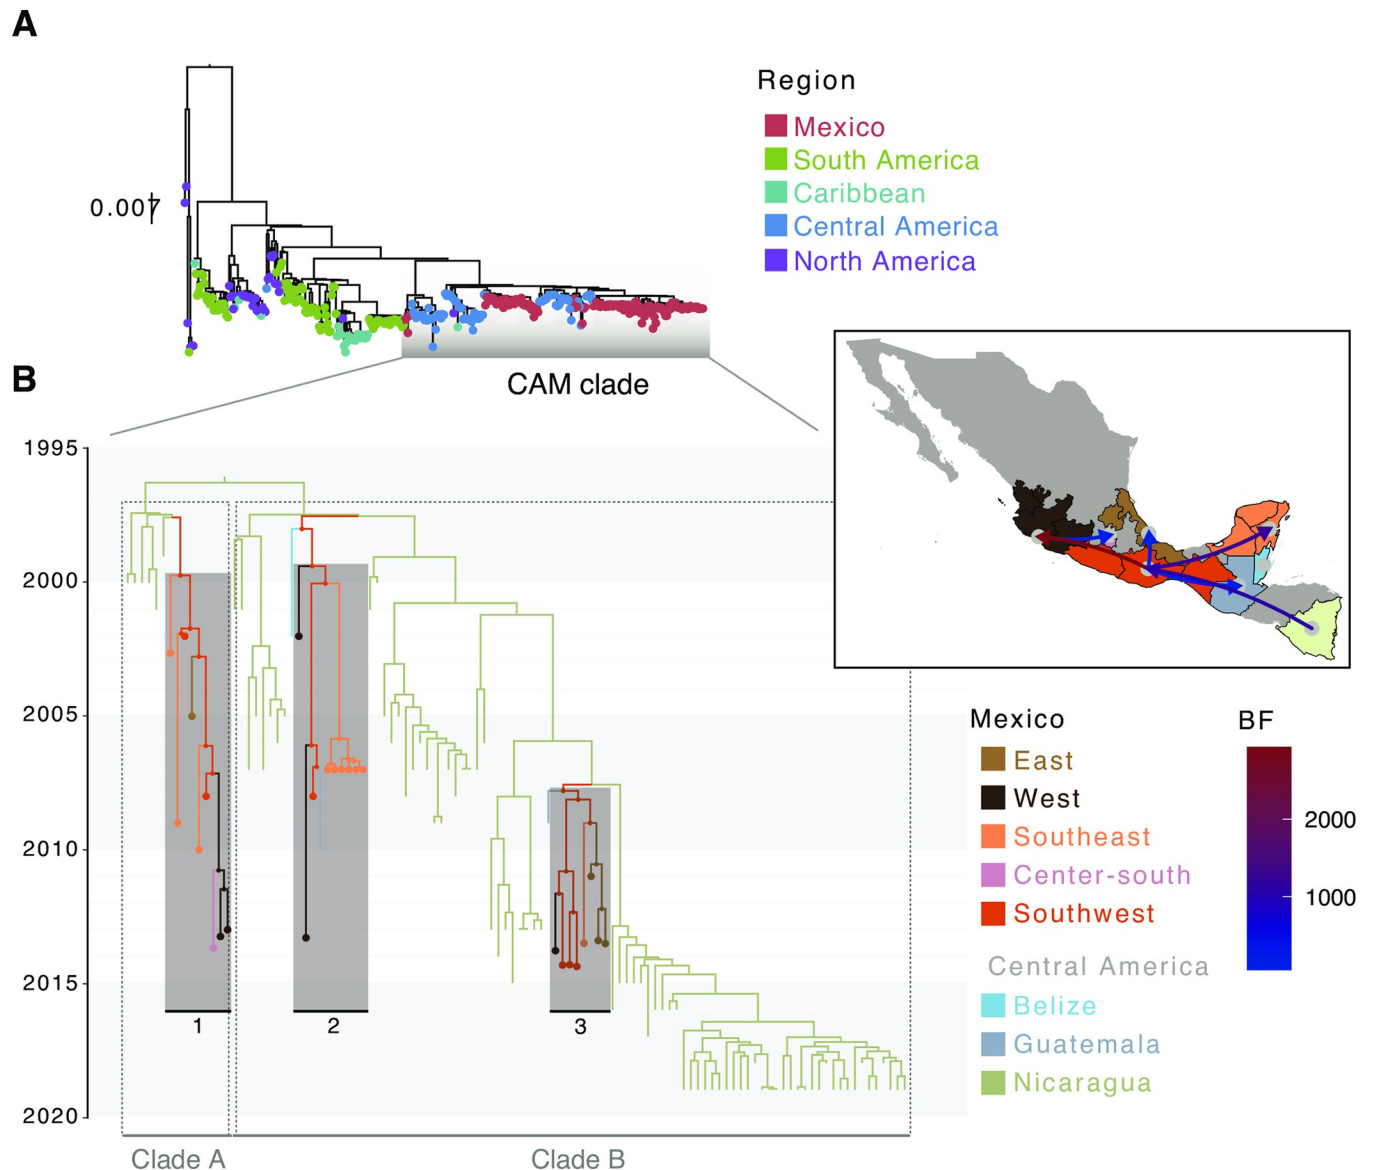 A
Region
Mexico
South America
Caribbean
Central America
North America
0.007
CAM clade
B
1995
2000
2005
2010
2015
2020
1
2
3
Clade A
Clade B
Mexico
East
West
Southeast
Center-south
Southwest
Central America
Belize
Guatemala
Nicaragua
BF
2000
1000